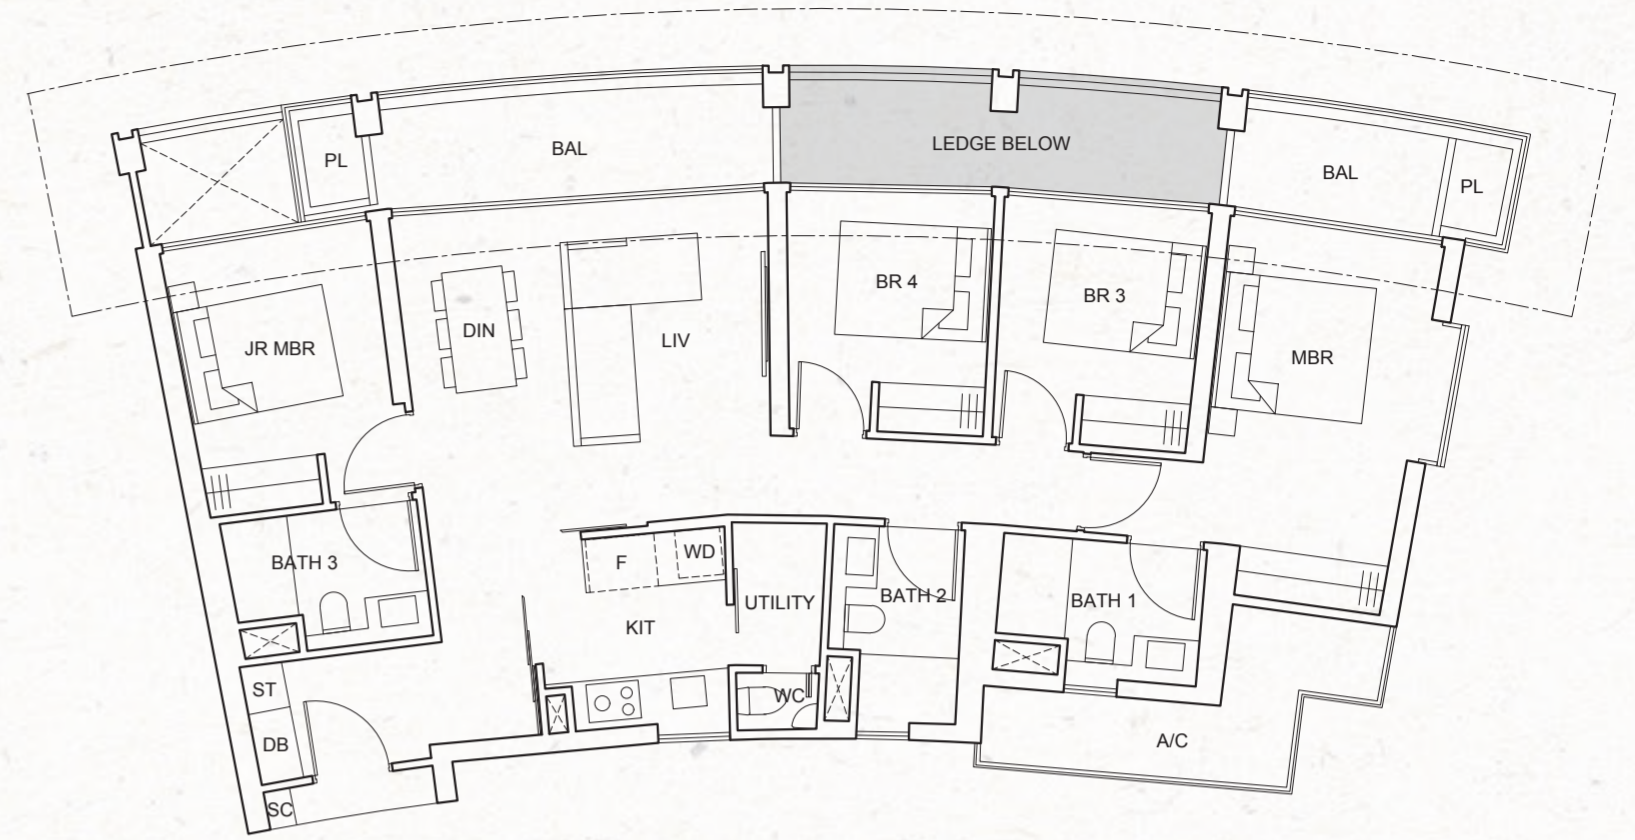 LEDGE BELOW
BAL
PL
BAL
PL
BR 4
BR 3
DIN
LIV
JR MBR
MBR
F
WD
BATH 3
UTILITY
BATH 2
BATH 1
KIT
ST
WC
DB
A/C
SC